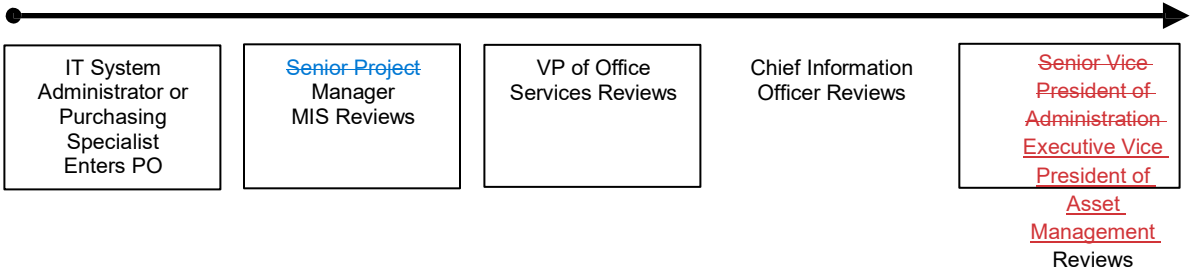 IT System
Administrator or
Purchasing
Specialist
Enters PO
Senior Project
Manager
MIS Reviews
VP of Office
Services Reviews
Chief Information
Officer Reviews
Senior Vice
President of
Administration
Executive Vice
President of
Asset
Management
Reviews